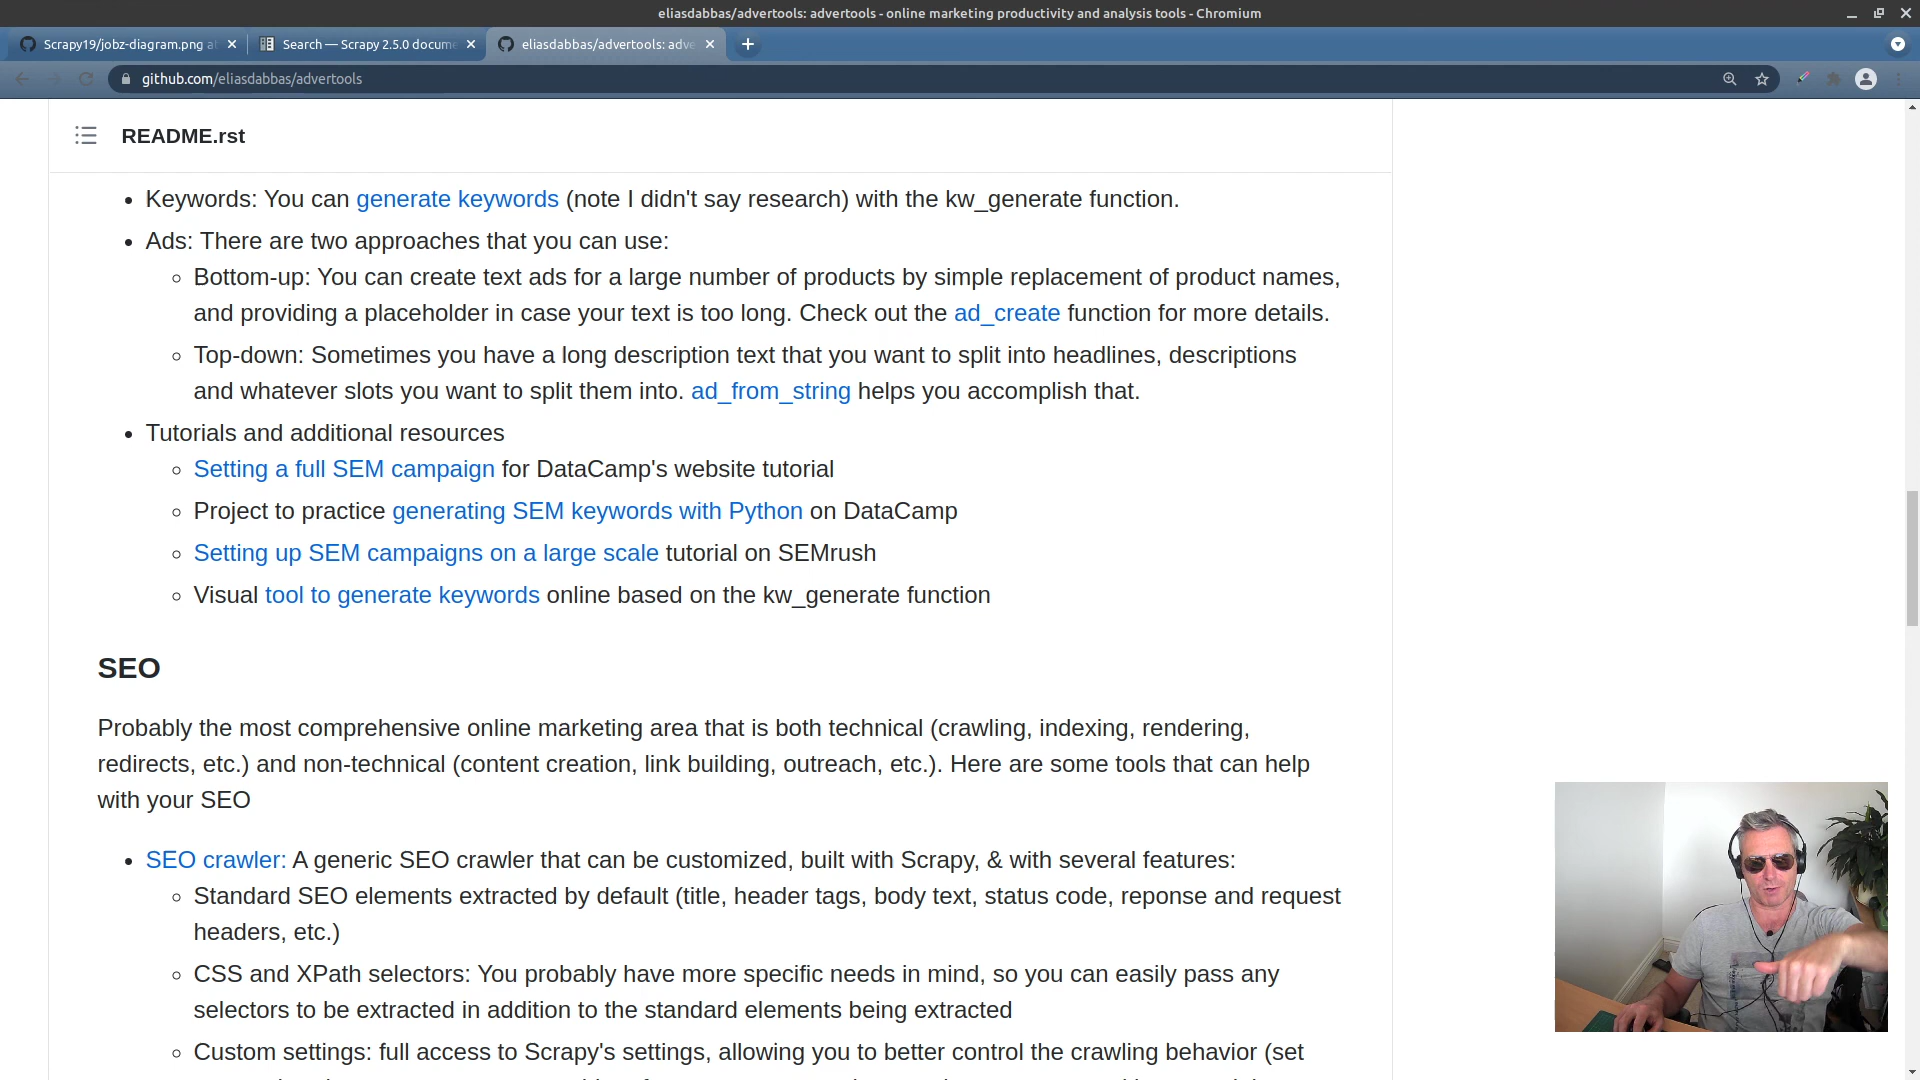 eliasdabbas/advertools: advertools - online marketing productivity and analysis tools - Chromium
Scrapy19/jobz-diagram.png at
Search — Scrapy 2.5.0 docume
eliasdabbas/advertools: adve
github.com/eliasdabbas/advertools
README.rst
Keywords: You can generate keywords (note I didn't say research) with the kw_generate function.
Ads: There are two approaches that you can use:
Bottom-up: You can create text ads for a large number of products by simple replacement of product names,
and providing a placeholder in case your text is too long. Check out the ad_create function for more details.
Top-down: Sometimes you have a long description text that you want to split into headlines, descriptions
and whatever slots you want to split them into. ad_from_string helps you accomplish that.
Tutorials and additional resources
Setting a full SEM campaign for DataCamp's website tutorial
Project to practice generating SEM keywords with Python on DataCamp
Setting up SEM campaigns on a large scale tutorial on SEMrush
Visual tool to generate keywords online based on the kw_generate function
SEO
Probably the most comprehensive online marketing area that is both technical (crawling, indexing, rendering,
redirects, etc.) and non-technical (content creation, link building, outreach, etc.). Here are some tools that can help
with your SEO
SEO crawler: A generic SEO crawler that can be customized, built with Scrapy, & with several features:
Standard SEO elements extracted by default (title, header tags, body text, status code, reponse and request
headers, etc.)
CSS and XPath selectors: You probably have more specific needs in mind, so you can easily pass any
selectors to be extracted in addition to the standard elements being extracted
Custom settings: full access to Scrapy's settings, allowing you to better control the crawling behavior (set